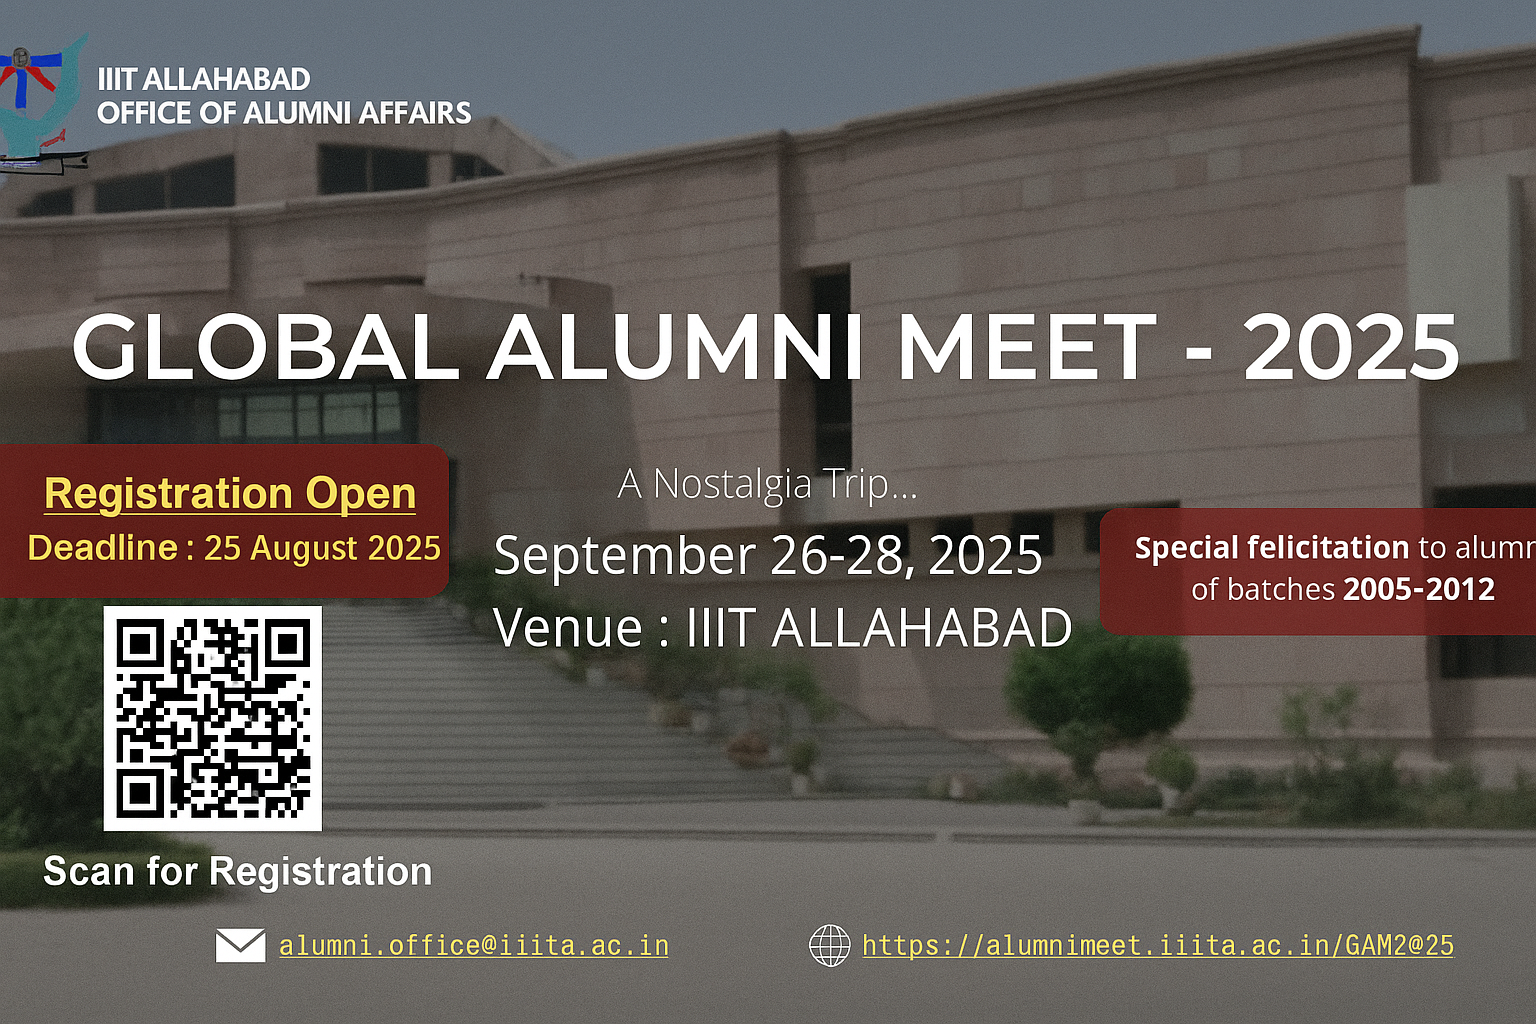 IIIT ALLAHABAD
OFFICE OF ALUMNI AFFAIRS
GLOBAL ALUMNI MEET - 2025
Registration Open
Deadline : 25 August 2025
A Nostalgia Trip...
September 26-28, 2025
Venue : IIIT ALLAHABAD
Special felicitation to alumn
of batches 2005-2012
Scan for Registration
alumni.office@iiita.ac.in
https://alumnimeet.iiita.ac.in/GAM2@25